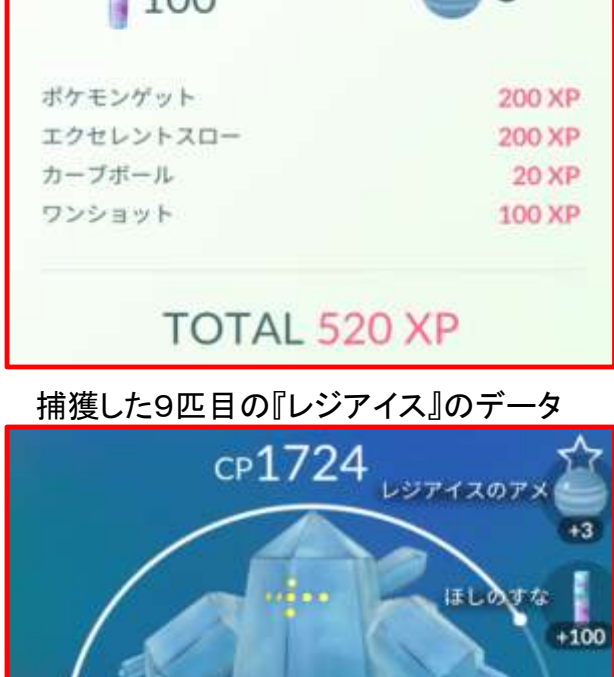 100
ポケモンゲット 200 XP
エクセレントスロー 200 XP
カーブボール 20 XP
ワンショット 100 XP
TOTAL 520 XP
捕獲した9匹目の『レジアイス』のデータ
CP1724
レジアイスのアメ
+3
ほしのすな
+100